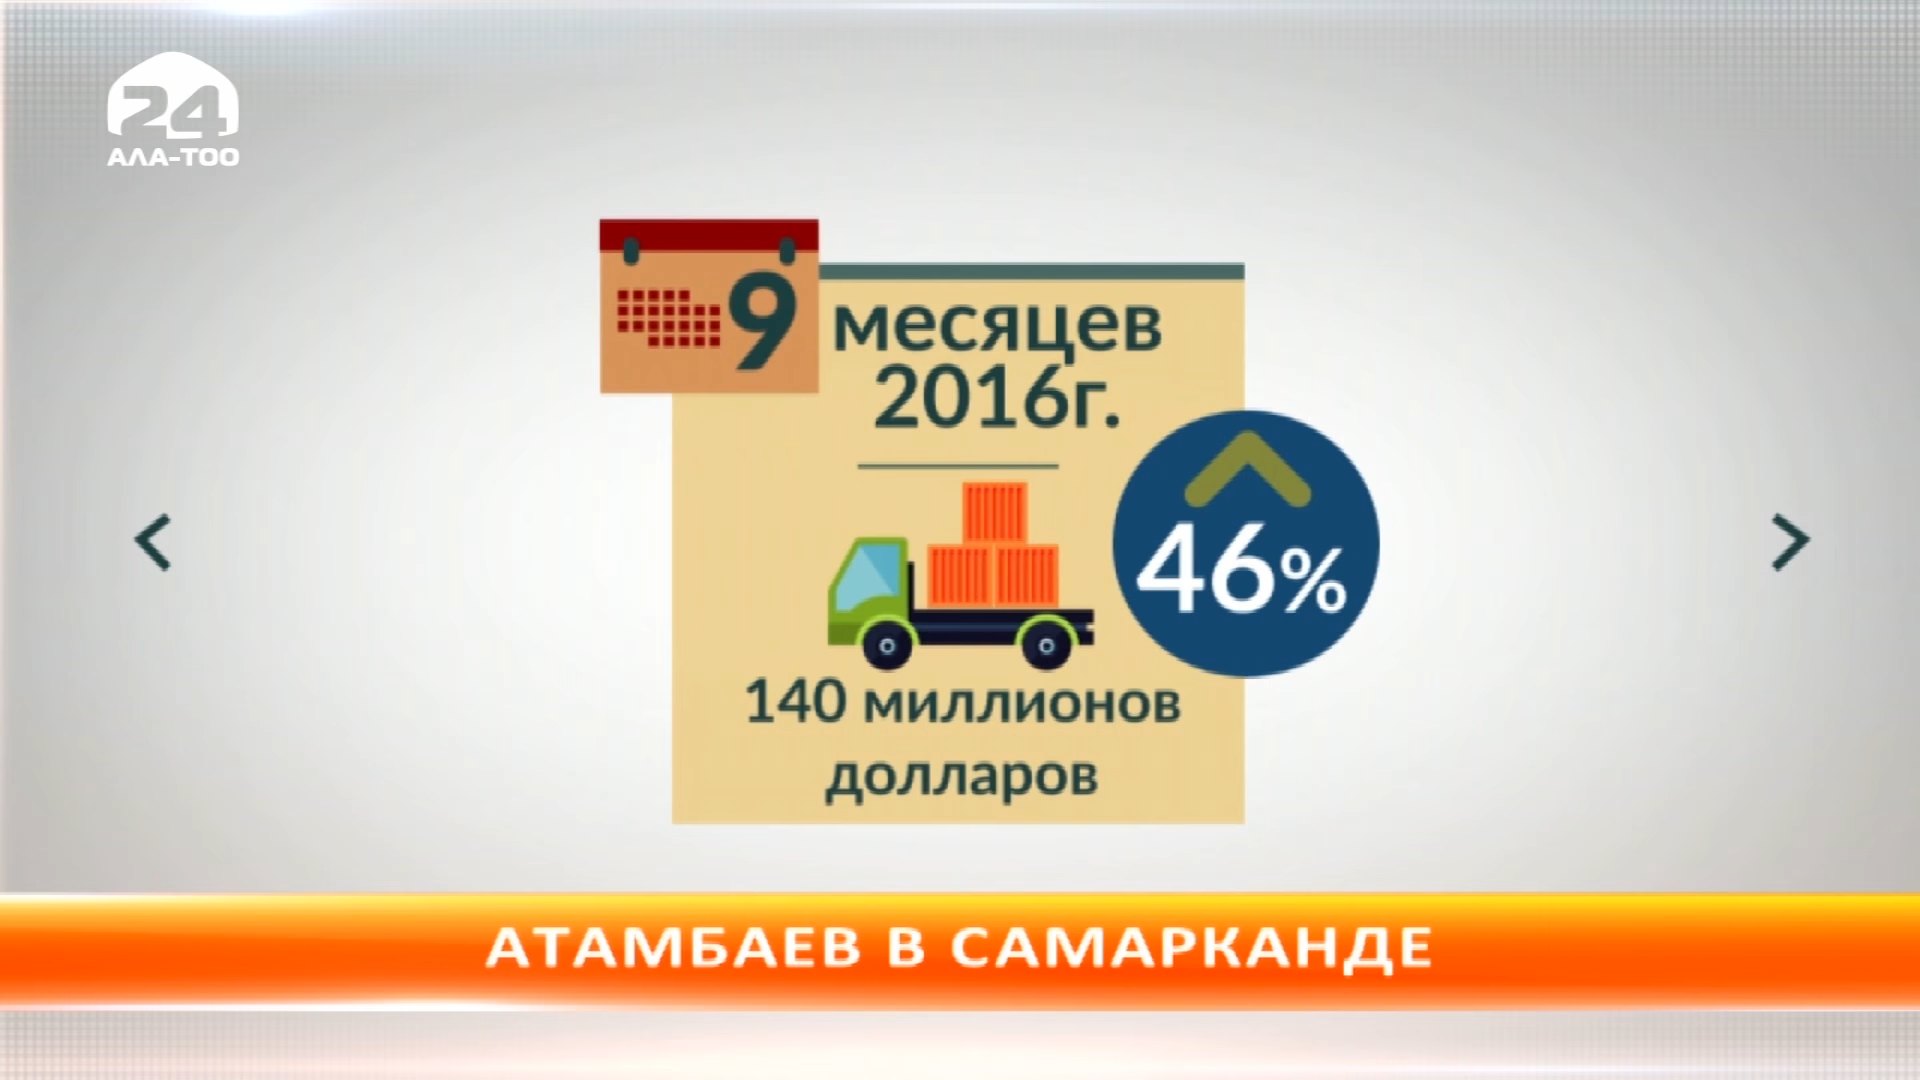 24
АЛА-ТОО
9 месяцев
2016г.
46%
140 миллионов
долларов
АТАМБАЕВ В САМАРКАНДЕ